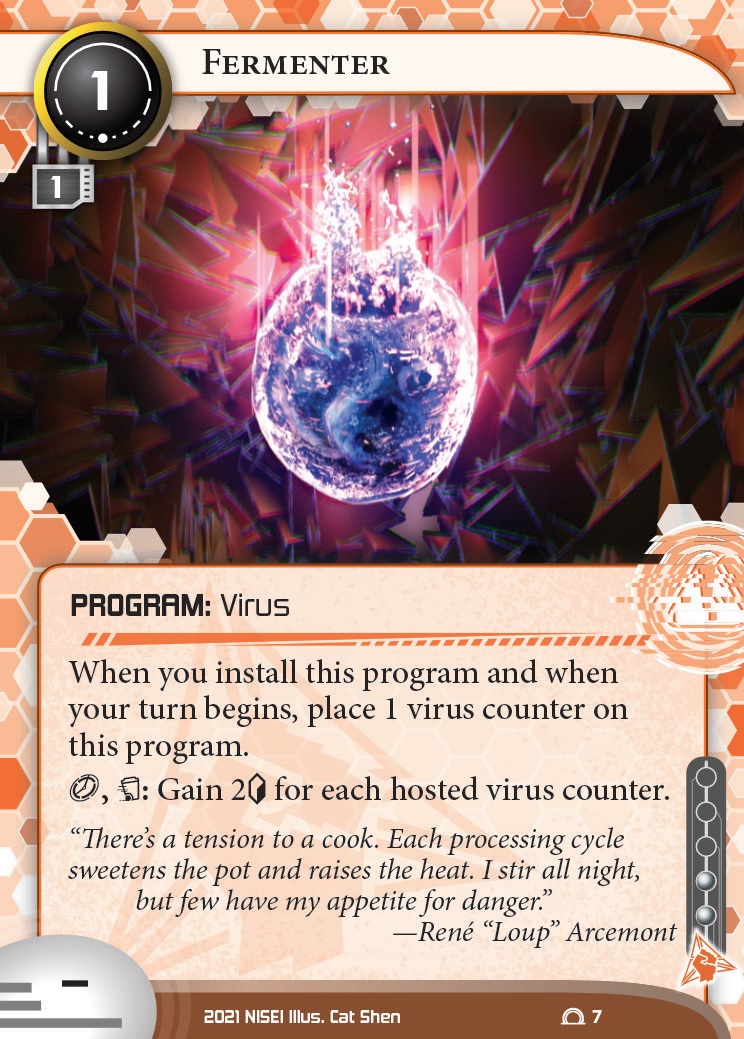 1
FERMENTER
1
PROGRAM: Virus
When you install this program and when
your turn begins, place 1 virus counter on
this program.
, : Gain 2 for each hosted virus counter.
“There’s a tension to a cook. Each processing cycle
sweetens the pot and raises the heat. I stir all night,
but few have my appetite for danger.”
—René “Loup” Arcemont
2021 NISEI Illus. Cat Shen
7